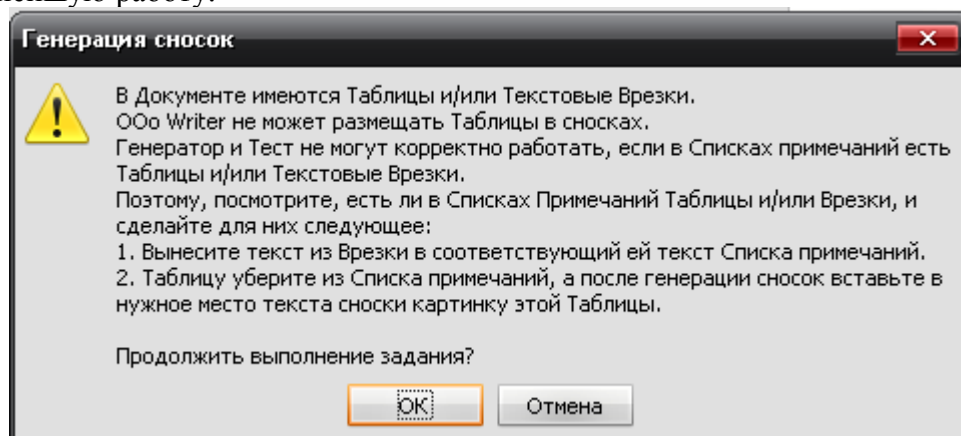 работу.
Генерация сносок
В Документе имеются Таблицы и/или Текстовые Врезки.
OOo Writer не может размещать Таблицы в сносках.
Генератор и Тест не могут корректно работать, если в Списках примечаний есть
Таблицы и/или Текстовые Врезки.
Поэтому, посмотрите, есть ли в Списках Примечаний Таблицы и/или Врезки, и
сделайте для них следующее:
1. Вынесите текст из Врезки в соответствующий ей текст Списка примечаний.
2. Таблицу уберите из Списка примечаний, а после генерации сносок вставьте в
нужное место текста сноски картинку этой Таблицы.
Продолжить выполнение задания?
OK Отмена